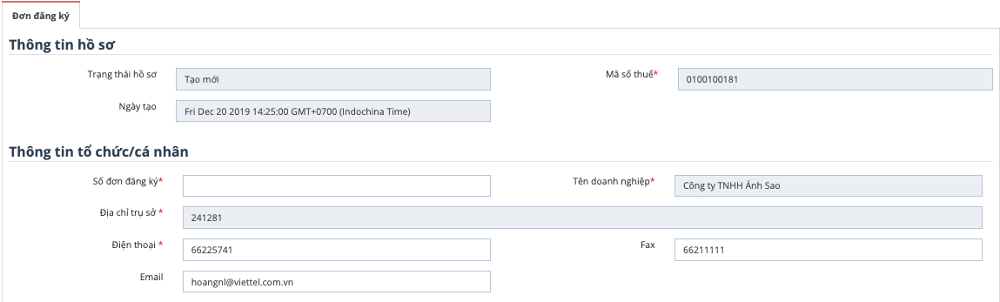 Đơn đăng ký
Thông tin hồ sơ
Trạng thái hồ sơ Tạo mới Mã số thuế* 0100100181
Ngày tạo Fri Dec 20 2019 14:25:00 GMT+0700 (Indochina Time)
Thông tin tổ chức/cá nhân
Số đơn đăng ký* Tên doanh nghiệp* Công ty TNHH Ánh Sao
Địa chỉ trụ sở * 241281
Điện thoại * 66225741 Fax 66211111
Email hoangnl@viettel.com.vn